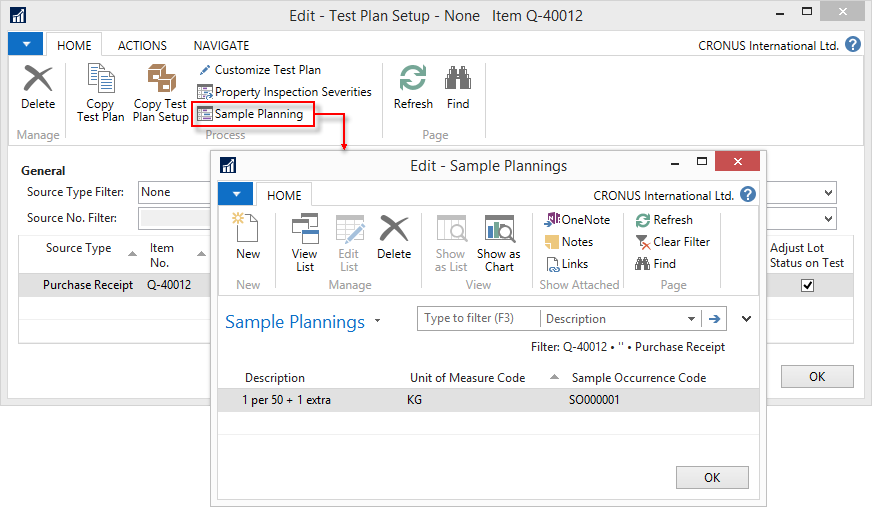 Edit - Test Plan Setup - None   Item Q-40012
HOME ACTIONS NAVIGATE
CRONUS International Ltd. ?
Delete
Copy Test Plan
Copy Test Plan Setup
Customize Test Plan
Property Inspection Severities
Sample Planning
Refresh
Find
Manage
Process
Page
General
Source Type Filter: None
Source No. Filter:
Source Type
Item No.
Adjust Lot Status on Test
Purchase Receipt Q-40012
OK
Edit - Sample Plannings
HOME
CRONUS International Ltd. ?
New
View List
Edit List
Delete
Show as List
Show as Chart
OneNote
Notes
Links
Refresh
Clear Filter
Find
New
Manage
View
Show Attached
Page
Sample Plannings
Type to filter (F3)
Description
Filter: Q-40012 • '' • Purchase Receipt
Description Unit of Measure Code Sample Occurrence Code
1 per 50 + 1 extra KG SO000001
OK